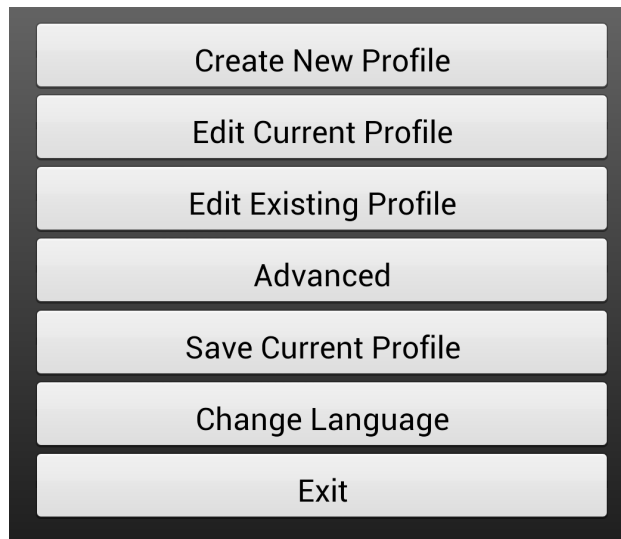 Create New Profile
Edit Current Profile
Edit Existing Profile
Advanced
Save Current Profile
Change Language
Exit